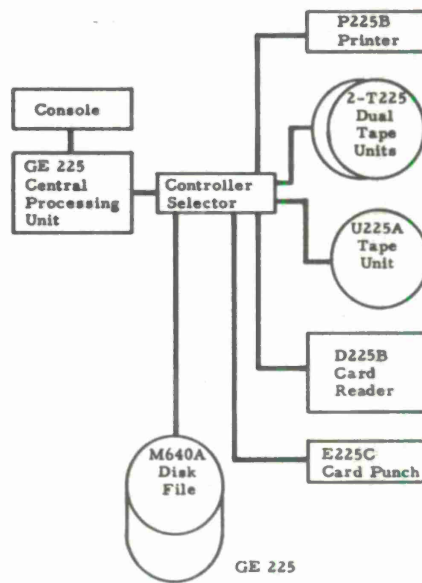 P225B
Printer
Console
2-T225
Dual
Tape
Units
GE 225
Central
Processing
Unit
Controller
Selector
U225A
Tape
Unit
D225B
Card
Reader
M640A
Disk
File
E225C
Card Punch
GE 225